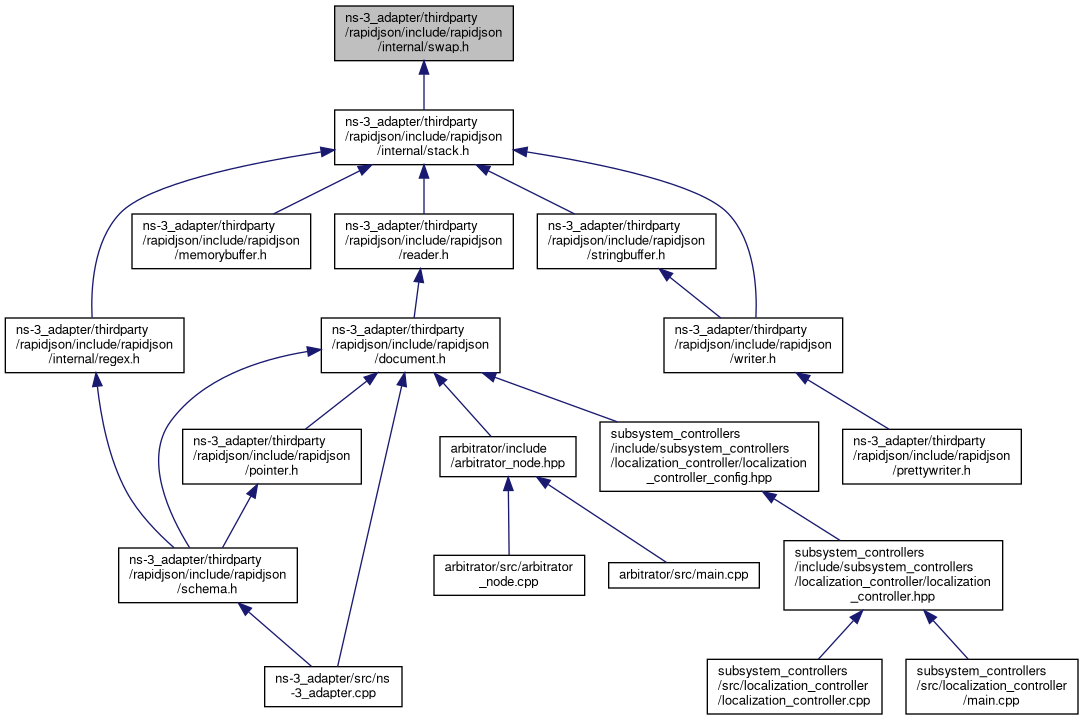 ns-3_adapter/thirdparty
/rapidjson/include/rapidjson
/internal/swap.h
ns-3_adapter/thirdparty
/rapidjson/include/rapidjson
/internal/stack.h
ns-3_adapter/thirdparty
/rapidjson/include/rapidjson
/memorybuffer.h
ns-3_adapter/thirdparty
/rapidjson/include/rapidjson
/reader.h
ns-3_adapter/thirdparty
/rapidjson/include/rapidjson
/stringbuffer.h
ns-3_adapter/thirdparty
/rapidjson/include/rapidjson
/internal/regex.h
ns-3_adapter/thirdparty
/rapidjson/include/rapidjson
/document.h
ns-3_adapter/thirdparty
/rapidjson/include/rapidjson
/writer.h
ns-3_adapter/thirdparty
/rapidjson/include/rapidjson
/pointer.h
arbitrator/include
/arbitrator_node.hpp
subsystem_controllers
/include/subsystem_controllers
/localization_controller/localization
_controller_config.hpp
ns-3_adapter/thirdparty
/rapidjson/include/rapidjson
/prettywriter.h
ns-3_adapter/thirdparty
/rapidjson/include/rapidjson
/schema.h
arbitrator/src/arbitrator
_node.cpp
arbitrator/src/main.cpp
subsystem_controllers
/include/subsystem_controllers
/localization_controller/localization
_controller.hpp
ns-3_adapter/src/ns
-3_adapter.cpp
subsystem_controllers
/src/localization_controller
/localization_controller.cpp
subsystem_controllers
/src/localization_controller
/main.cpp